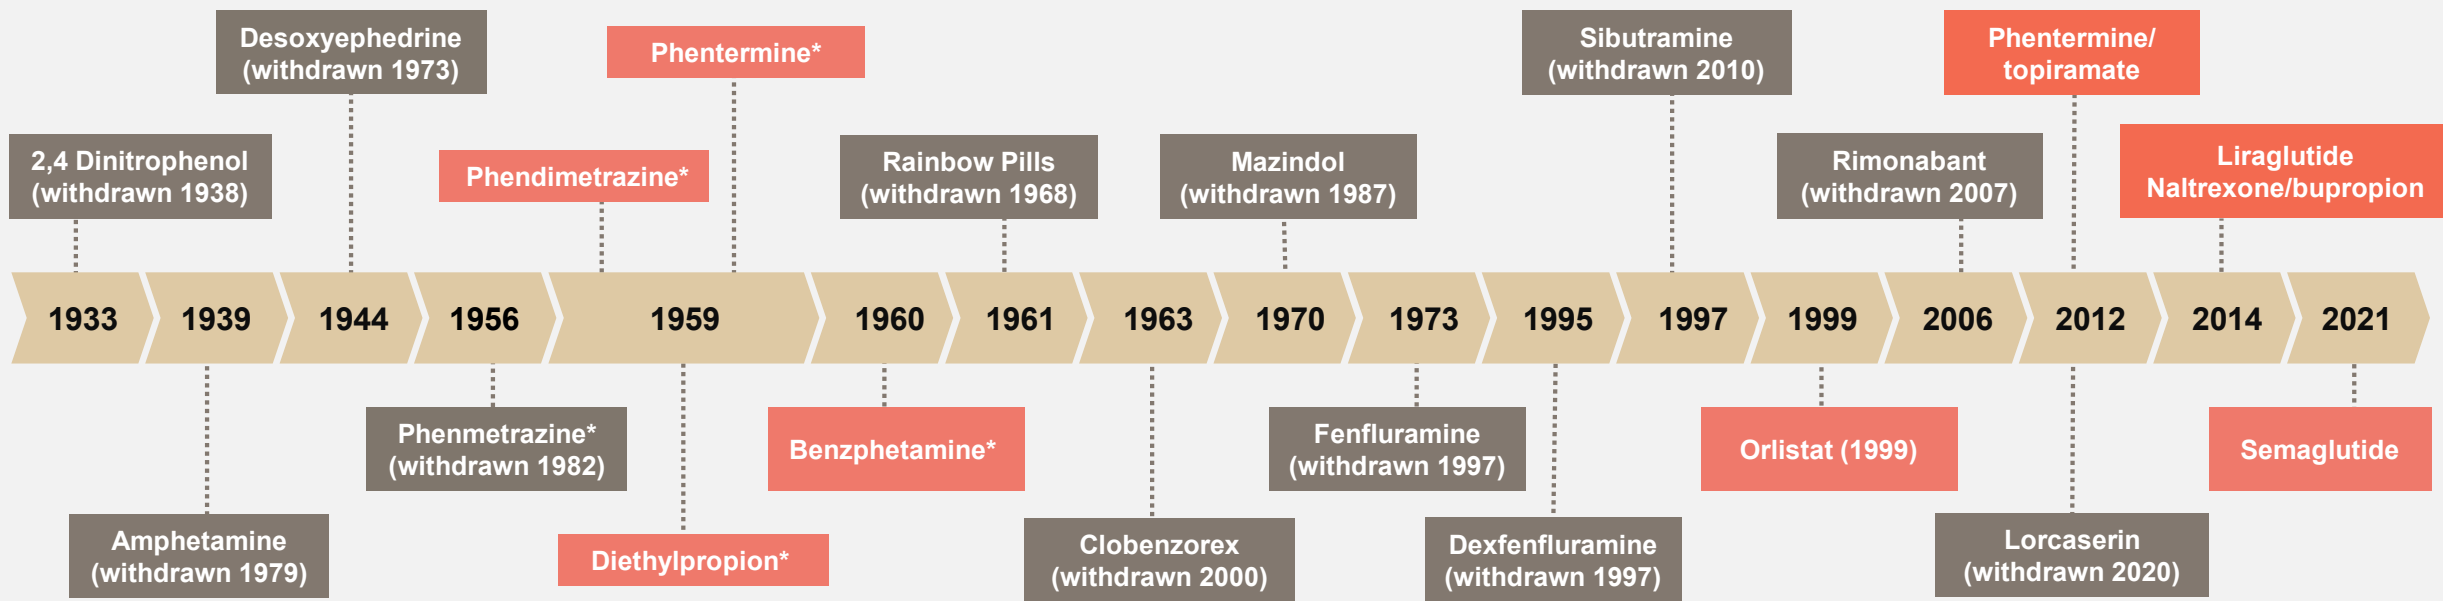 Desoxyephedrine
(withdrawn 1973)
Phentermine*
Sibutramine
(withdrawn 2010)
Phentermine/
topiramate
2,4 Dinitrophenol
(withdrawn 1938)
Phendimetrazine*
Rainbow Pills
(withdrawn 1968)
Mazindol
(withdrawn 1987)
Rimonabant
(withdrawn 2007)
Liraglutide
Naltrexone/bupropion
1933
1939
1944
1956
1959
1960
1961
1963
1970
1973
1995
1997
1999
2006
2012
2014
2021
Phenmetrazine*
(withdrawn 1982)
Benzphetamine*
Fenfluramine
(withdrawn 1997)
Orlistat (1999)
Semaglutide
Amphetamine
(withdrawn 1979)
Diethylpropion*
Clobenzorex
(withdrawn 2000)
Dexfenfluramine
(withdrawn 1997)
Lorcaserin
(withdrawn 2020)